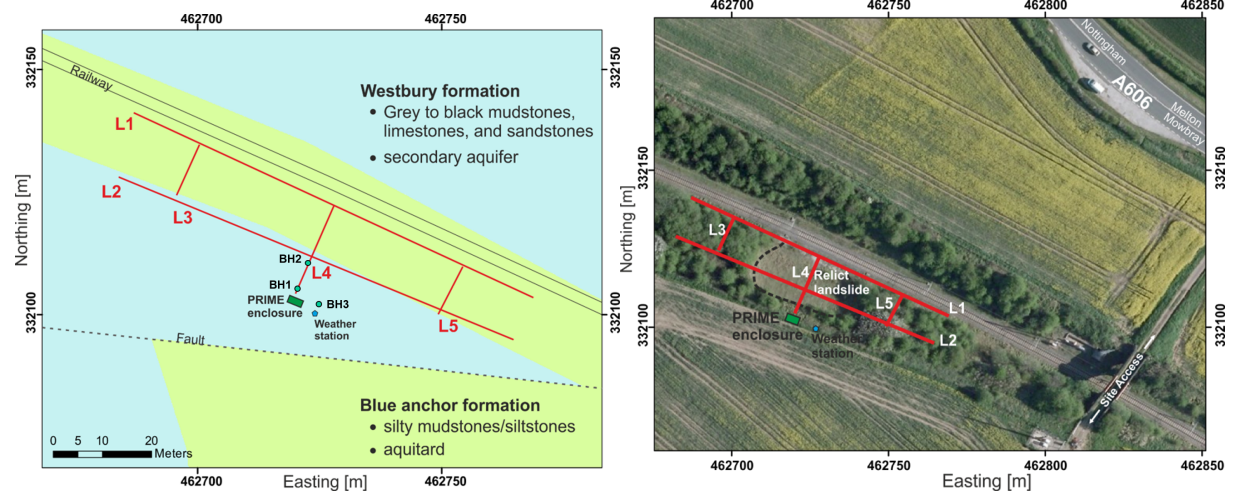 462700
462750
332150
332150
Railway
L1
Westbury formation
• Grey to black mudstones,
limestones, and sandstones
• secondary aquifer
L2
L3
BH2
L4
BH1
PRIME
enclosure
BH3
Weather
station
L5
332100
332100
Northing [m]
Fault
Blue anchor formation
• silty mudstones/siltstones
• aquitard
0 5 10 20
Meters
462700
462750
Easting [m]
462700
462750
462800
462850
Nottingham
A606
Melton
Mowbray
332150
332150
L3
L4
Relict
landslide
L5
L1
L2
PRIME
enclosure
Weather
station
332100
332100
Northing [m]
Site Access
462700
462750
462800
462850
Easting [m]